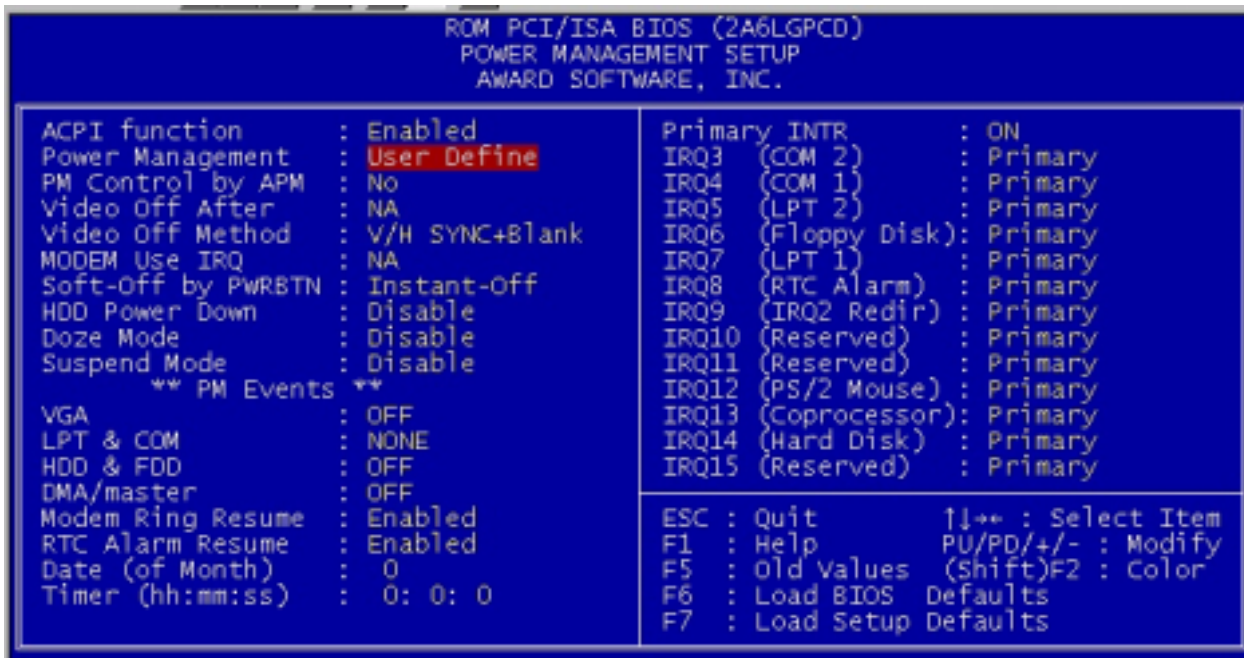 ROM PCI/ISA BIOS (2A6LGPCD)
POWER MANAGEMENT SETUP
AWARD SOFTWARE, INC.
ACPI function : Enabled
Power Management : User Define
PM Control by APM : No
Video Off After : NA
Video Off Method : V/H SYNC+Blank
MODEM Use IRQ : NA
Soft-Off by PWRBTN : Instant-Off
HDD Power Down : Disable
Doze Mode : Disable
Suspend Mode : Disable
** PM Events **
VGA : OFF
LPT & COM : NONE
HDD & FDD : OFF
DMA/master : OFF
Modem Ring Resume : Enabled
RTC Alarm Resume : Enabled
Date (of Month) : 0
Timer (hh:mm:ss) : 0: 0: 0
Primary INTR : ON
IRQ3 (COM 2) : Primary
IRQ4 (COM 1) : Primary
IRQ5 (LPT 2) : Primary
IRQ6 (Floppy Disk): Primary
IRQ7 (LPT 1) : Primary
IRQ8 (RTC Alarm) : Primary
IRQ9 (IRQ2 Redir) : Primary
IRQ10 (Reserved) : Primary
IRQ11 (Reserved) : Primary
IRQ12 (PS/2 Mouse) : Primary
IRQ13 (Coprocessor): Primary
IRQ14 (Hard Disk) : Primary
IRQ15 (Reserved) : Primary
ESC : Quit ↑↓→← : Select Item
F1 : Help PU/PD/+/- : Modify
F5 : Old Values (Shift)F2 : Color
F6 : Load BIOS Defaults
F7 : Load Setup Defaults